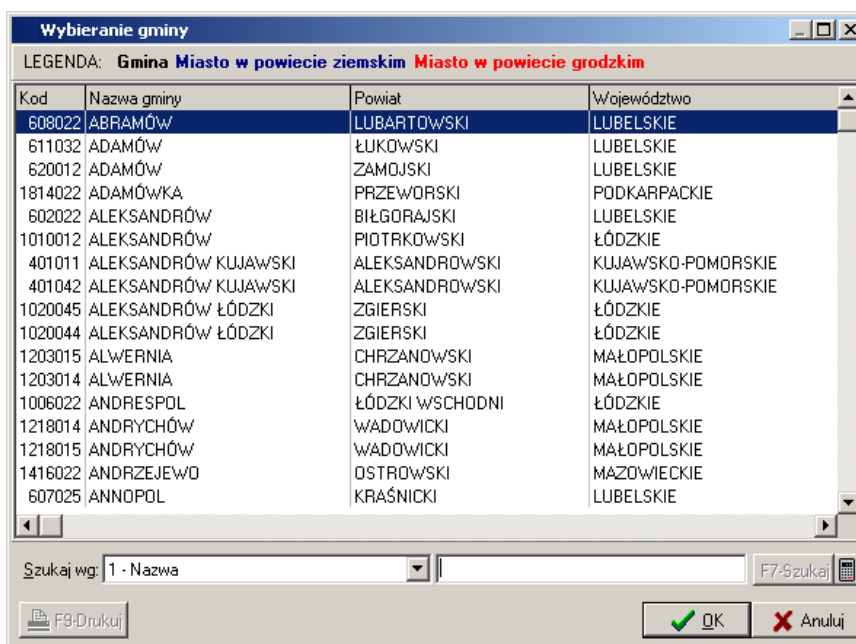 Wybieranie gminy
LEGENDA: Gmina Miasto w powiecie ziemskim Miasto w powiecie grodzkim
Kod Nazwa gminy Powiat Województwo
608022 ABRAMÓW LUBARTOWSKI LUBELSKIE
611032 ADAMÓW ŁUKOWSKI LUBELSKIE
620012 ADAMÓW ZAMOJSKI LUBELSKIE
1814022 ADAMÓWKA PRZEWORSKI PODKARPACKIE
602022 ALEKSANDRÓW BIŁGORAJSKI LUBELSKIE
1010012 ALEKSANDRÓW PIOTRKOWSKI ŁÓDZKIE
401011 ALEKSANDRÓW KUJAWSKI ALEKSANDROWSKI KUJAWSKO-POMORSKIE
401042 ALEKSANDRÓW KUJAWSKI ALEKSANDROWSKI KUJAWSKO-POMORSKIE
1020045 ALEKSANDRÓW ŁÓDZKI ZGIERSKI ŁÓDZKIE
1020044 ALEKSANDRÓW ŁÓDZKI ZGIERSKI ŁÓDZKIE
1203015 ALWERNIA CHRZANOWSKI MAŁOPOLSKIE
1203014 ALWERNIA CHRZANOWSKI MAŁOPOLSKIE
1006022 ANDRESPOL ŁÓDZKI WSCHODNI ŁÓDZKIE
1218014 ANDRYCHÓW WADOWICKI MAŁOPOLSKIE
1218015 ANDRYCHÓW WADOWICKI MAŁOPOLSKIE
1416022 ANDRZEJEWO OSTROWSKI MAZOWIECKIE
607025 ANNOPOL KRAŚNICKI LUBELSKIE
Szukaj wg: 1 - Nazwa F7-Szukaj
F9-Drukuj OK Anuluj